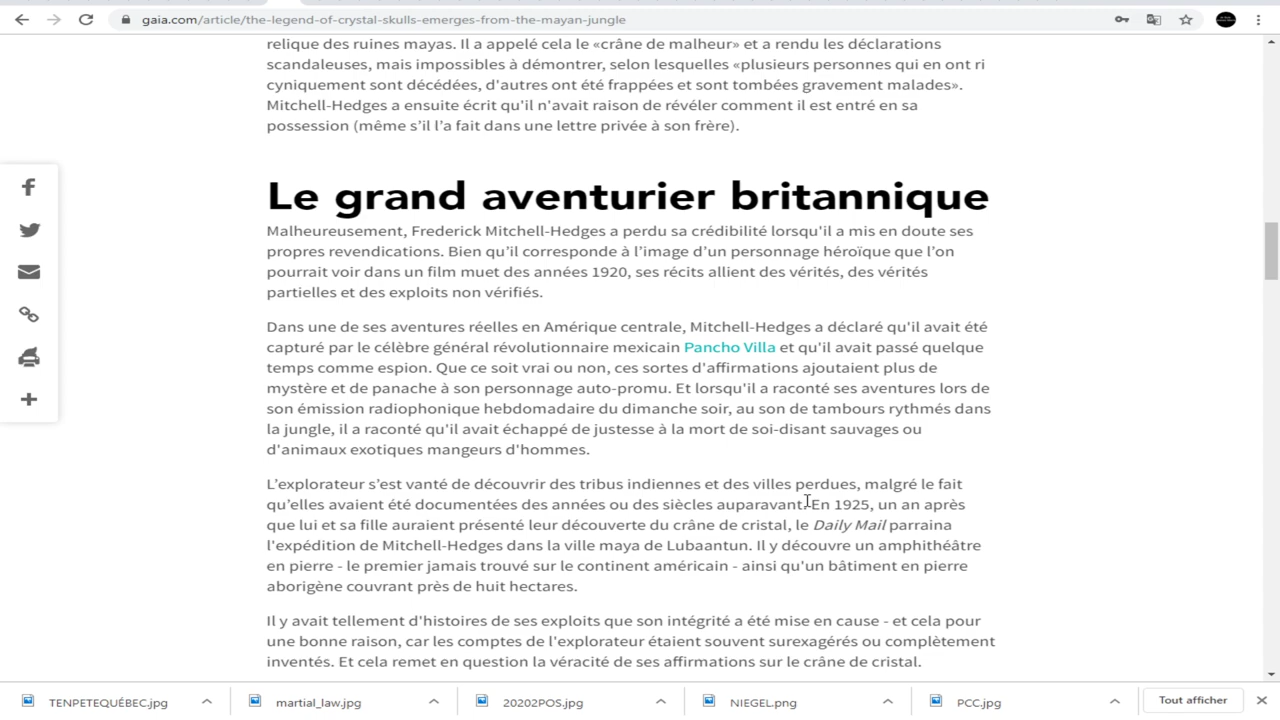 gaia.com/article/the-legend-of-crystal-skulls-emerges-from-the-mayan-jungle
relique des ruines mayas. Il a appelé cela le «crâne de malheur» et a rendu les déclarations
scandaleuses, mais impossibles à démontrer, selon lesquelles «plusieurs personnes qui en ont ri
cyniquement sont décédées, d'autres ont été frappées et sont tombées gravement malades».
Mitchell-Hedges a ensuite écrit qu'il n'avait raison de révéler comment il est entré en sa
possession (même s’il l’a fait dans une lettre privée à son frère).
Le grand aventurier britannique
Malheureusement, Frederick Mitchell-Hedges a perdu sa crédibilité lorsqu'il a mis en doute ses
propres revendications. Bien qu’il corresponde à l’image d’un personnage héroïque que l’on
pourrait voir dans un film muet des années 1920, ses récits allient des vérités, des vérités
partielles et des exploits non vérifiés.
Dans une de ses aventures réelles en Amérique centrale, Mitchell-Hedges a déclaré qu'il avait été
capturé par le célèbre général révolutionnaire mexicain Pancho Villa et qu'il avait passé quelque
temps comme espion. Que ce soit vrai ou non, ces sortes d'affirmations ajoutaient plus de
mystère et de panache à son personnage auto-promu. Et lorsqu'il a raconté ses aventures lors de
son émission radiophonique hebdomadaire du dimanche soir, au son de tambours rythmés dans
la jungle, il a raconté qu'il avait échappé de justesse à la mort de soi-disant sauvages ou
d'animaux exotiques mangeurs d'hommes.
L’explorateur s’est vanté de découvrir des tribus indiennes et des villes perdues, malgré le fait
qu’elles avaient été documentées des années ou des siècles auparavant. En 1925, un an après
que lui et sa fille auraient présenté leur découverte du crâne de cristal, le Daily Mail parraina
l'expédition de Mitchell-Hedges dans la ville maya de Lubaantun. Il y découvre un amphithéâtre
en pierre - le premier jamais trouvé sur le continent américain - ainsi qu'un bâtiment en pierre
aborigène couvrant près de huit hectares.
Il y avait tellement d'histoires de ses exploits que son intégrité a été mise en cause - et cela pour
une bonne raison, car les comptes de l'explorateur étaient souvent surexagérés ou complètement
inventés. Et cela remet en question la véracité de ses affirmations sur le crâne de cristal.
TENPETEQUÉBEC.jpg martial_law.jpg 20202POS.jpg NIEGEL.png PCC.jpg Tout afficher